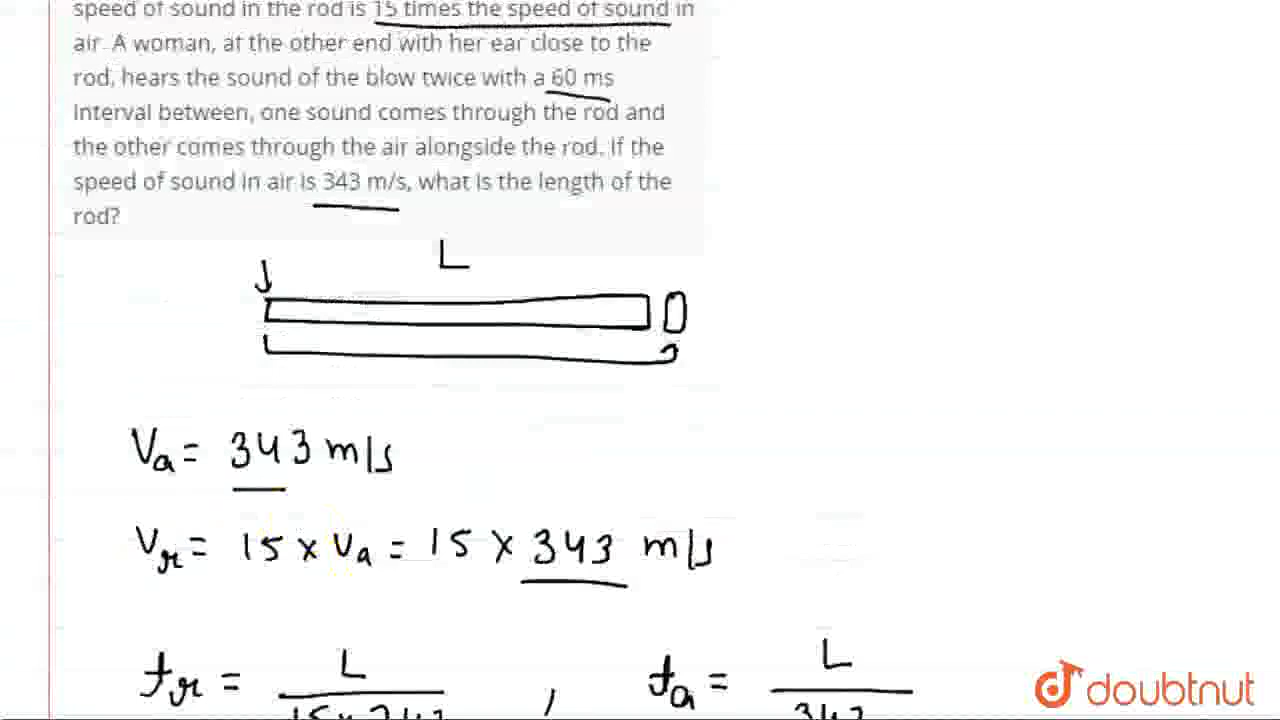 speed of sound in the rod is 15 times the speed of sound in
air. A woman, at the other end with her ear close to the
rod, hears the sound of the blow twice with a 60 ms
interval between, one sound comes through the rod and
the other comes through the air alongside the rod. If the
speed of sound in air is 343 m/s, what is the length of the
rod?
L
Va = 343 m/s
Vr = 15 × Va = 15 × 343 m/s
tr = L / 15 × 343 , ta = L / 343
doubtnut